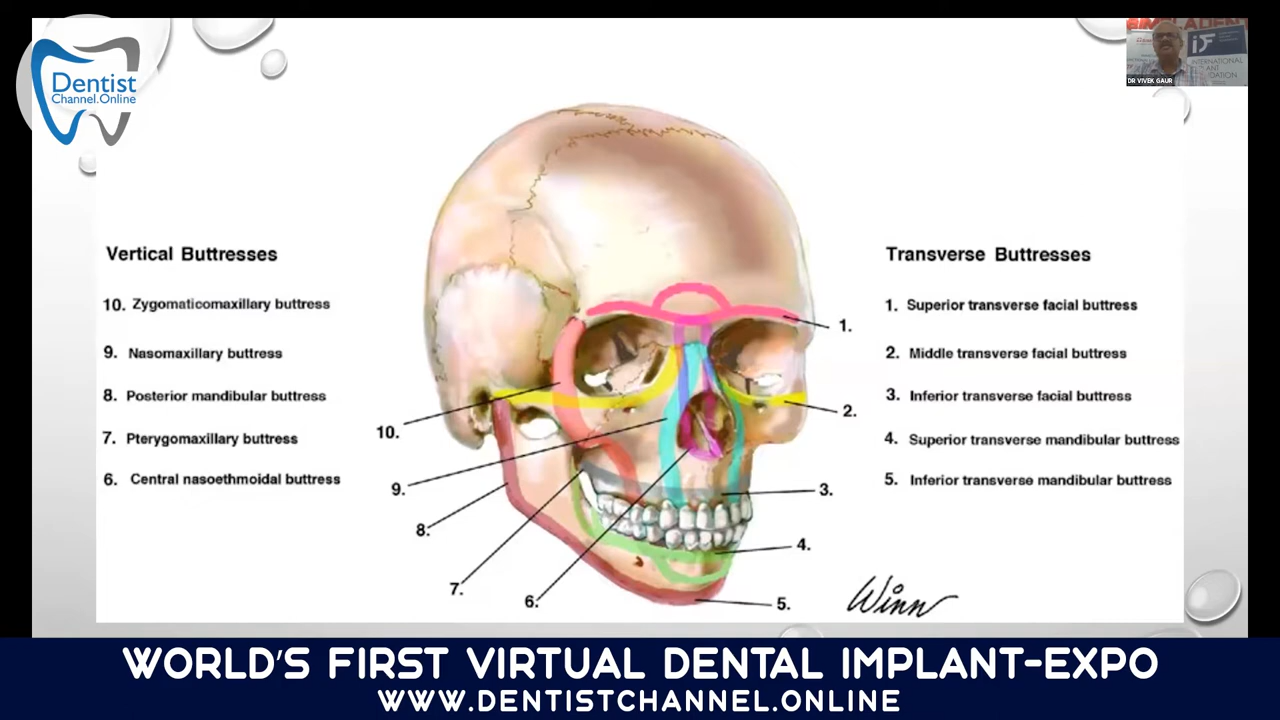 Dentist
Channel.Online
DR VIVEK GAUR
iDF
INTERNATIONAL
Vertical Buttresses
10. Zygomaticomaxillary buttress
9. Nasomaxillary buttress
8. Posterior mandibular buttress
7. Pterygomaxillary buttress
6. Central nasoethmoidal buttress
Transverse Buttresses
1. Superior transverse facial buttress
2. Middle transverse facial buttress
3. Inferior transverse facial buttress
4. Superior transverse mandibular buttress
5. Inferior transverse mandibular buttress
1.
2.
10.
9.
3.
8.
4.
7.
6.
5.
Winn
WORLD'S FIRST VIRTUAL DENTAL IMPLANT-EXPO
WWW.DENTISTCHANNEL.ONLINE